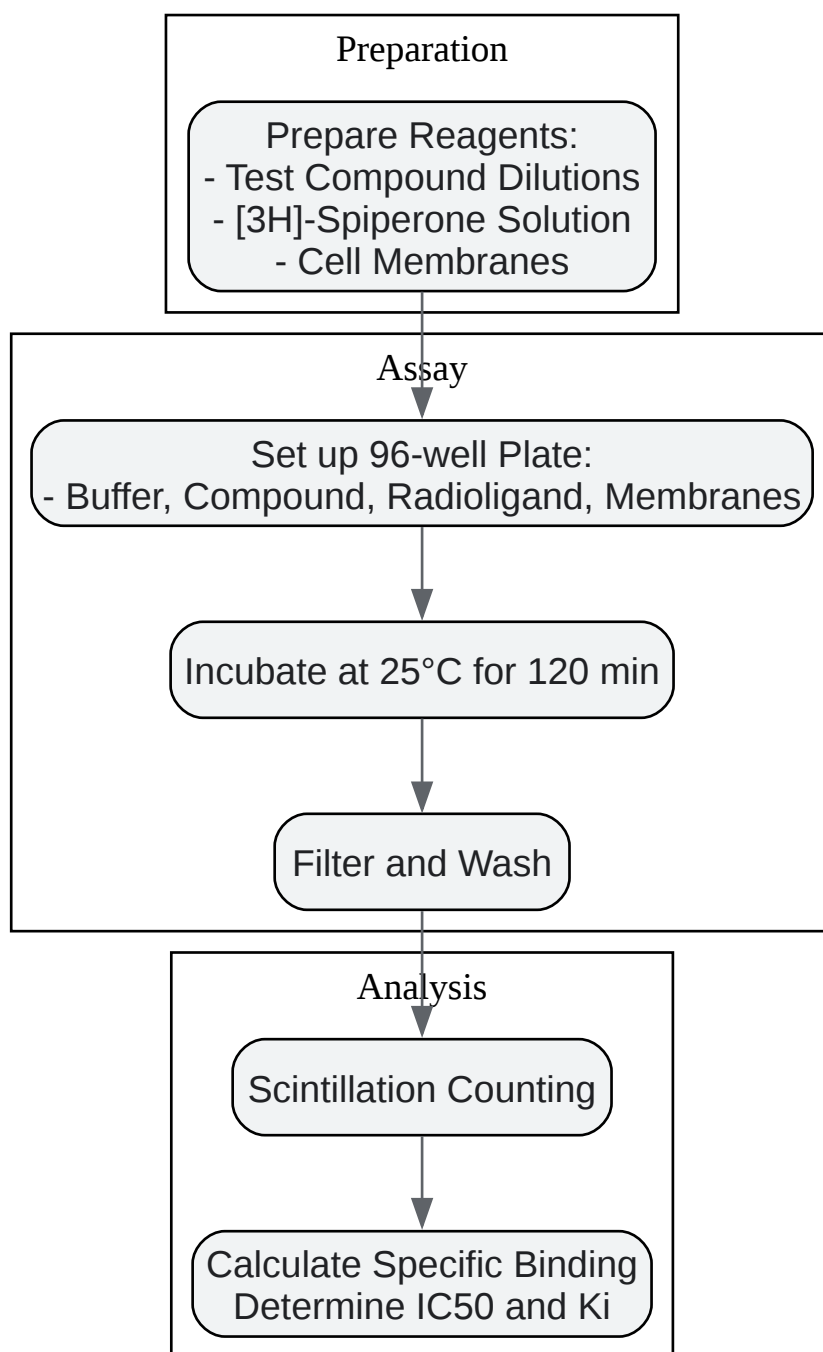 Preparation
Prepare Reagents:
- Test Compound Dilutions
- [3H]-Spiperone Solution
- Cell Membranes
Assay
Set up 96-well Plate:
- Buffer, Compound, Radioligand, Membranes
Incubate at 25°C for 120 min
Filter and Wash
Analysis
Scintillation Counting
Calculate Specific Binding
Determine IC50 and Ki